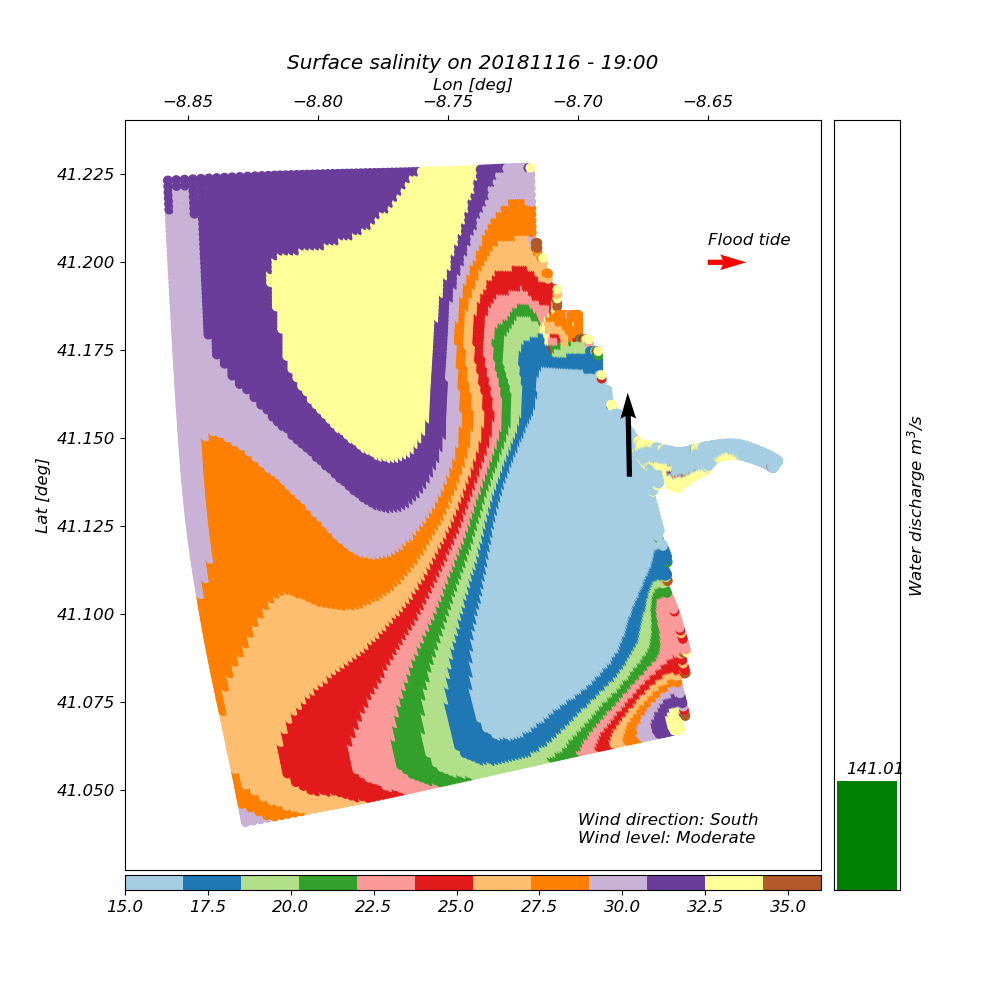 Surface salinity on 20181116 - 19:00
Lon [deg]
−8.85 −8.80 −8.75 −8.70 −8.65
41.225
41.200
41.175
41.150
41.125
41.100
41.075
41.050
Lat [deg]
Flood tide
Wind direction: South
Wind level: Moderate
15.0 17.5 20.0 22.5 25.0 27.5 30.0 32.5 35.0
141.01
Water discharge m³/s